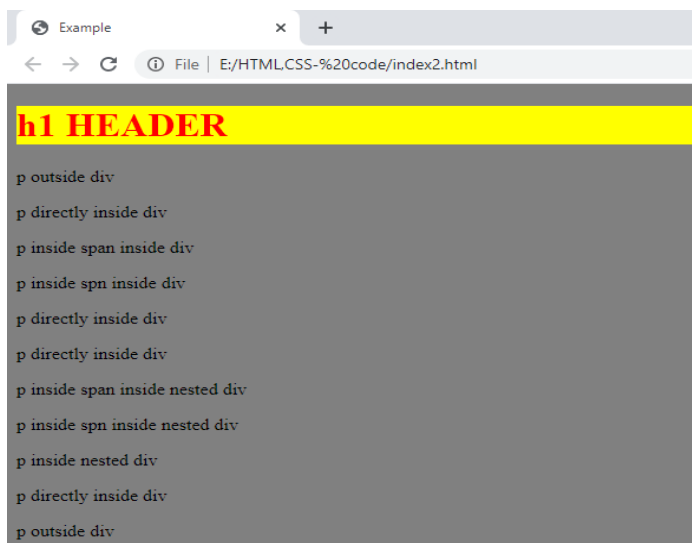 Example
File | E:/HTML,CSS-%20code/index2.html
h1 HEADER
p outside div
p directly inside div
p inside span inside div
p inside spn inside div
p directly inside div
p directly inside div
p inside span inside nested div
p inside spn inside nested div
p inside nested div
p directly inside div
p outside div